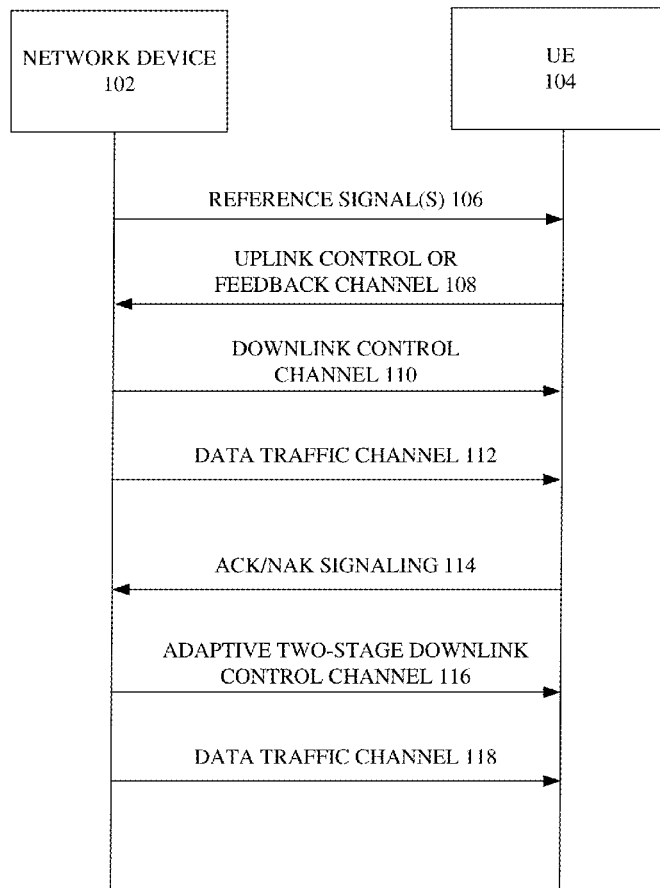 NETWORK DEVICE
102
UE
104
REFERENCE SIGNAL(S) 106
UPLINK CONTROL OR
FEEDBACK CHANNEL 108
DOWNLINK CONTROL
CHANNEL 110
DATA TRAFFIC CHANNEL 112
ACK/NAK SIGNALING 114
ADAPTIVE TWO-STAGE DOWNLINK
CONTROL CHANNEL 116
DATA TRAFFIC CHANNEL 118